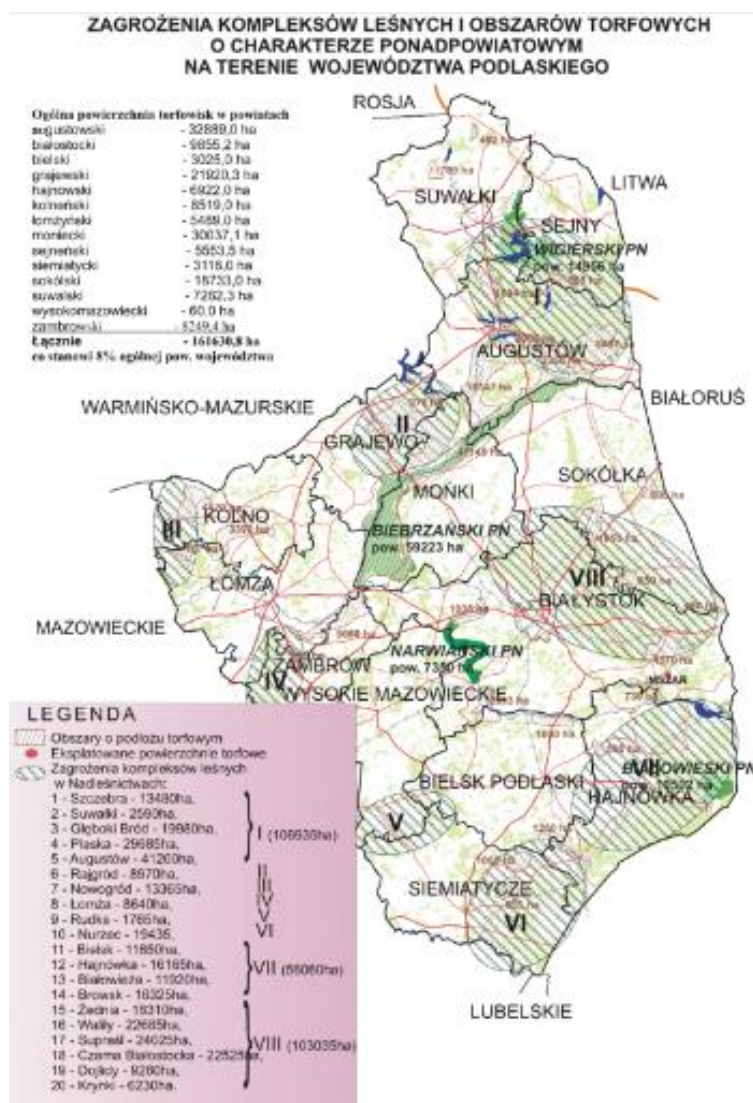 ZAGROŻENIA KOMPLEKSÓW LEŚNYCH I OBSZARÓW TORFOWYCH
O CHARAKTERZE PONADPOWIATOWYM
NA TERENIE WOJEWÓDZTWA PODLASKIEGO
Ogólna powierzchnia torfowisk w powiatach
augustowski - 32889,0 ha
białostocki - 9855,2 ha
bielski - 3025,0 ha
grajewski - 21920,3 ha
hajnowski - 6922,0 ha
kolneński - 8519,0 ha
łomżyński - 5489,0 ha
moniecki - 30037,1 ha
sejneński - 5553,5 ha
siemiatycki - 3116,0 ha
sokólski - 18733,0 ha
suwalski - 7282,3 ha
wysokomazowiecki - 60,0 ha
zambrowski - 8249,4 ha
Łącznie - 161630,8 ha
co stanowi 8% ogólnej pow. województwa
ROSJA
LITWA
SUWAŁKI
SEJNY
WIGIERSKI PN
pow. 14956 ha
I
AUGUSTÓW
BIAŁORUŚ
WARMIŃSKO-MAZURSKIE
II
GRAJEWO
SOKÓŁKA
MOŃKI
III
KOLNO
BIEBRZAŃSKI PN
pow. 59223 ha
VIII
ŁOMŻA
BIAŁYSTOK
MAZOWIECKIE
NARWIAŃSKI PN
pow. 7350 ha
ZAMBRÓW
IV
WYSOKIE MAZOWIECKIE
BIELSK PODLASKI
VII
HAJNÓWKA
V
SIEMIATYCZE
VI
LUBELSKIE
LEGENDA
Obszary o podłożu torfowym
Eksplatowane powierzchnie torfowe
Zagrożenia kompleksów leśnych
w Nadleśnictwach:
1 - Szczebra - 13480ha,
2 - Suwałki - 2590ha,
3 - Głęboki Bród - 19980ha,
4 - Płaska - 29685ha,
5 - Augustów - 41200ha,
I (106935ha)
6 - Rajgród - 8970ha, II
7 - Nowogród - 13365ha, III
8 - Łomża - 8640ha, IV
9 - Rudka - 1765ha, V
10 - Nurzec - 19435, VI
11 - Bielsk - 11650ha,
12 - Hajnówka - 16165ha,
13 - Białowieża - 11920ha,
14 - Browsk - 16325ha,
VII (56060ha)
15 - Żednia - 18310ha,
16 - Waliły - 22685ha,
17 - Supraśl - 24025ha,
18 - Czarna Białostocka - 22525ha,
19 - Dojlidy - 9260ha,
20 - Krynki - 6230ha.
VIII (103035ha)